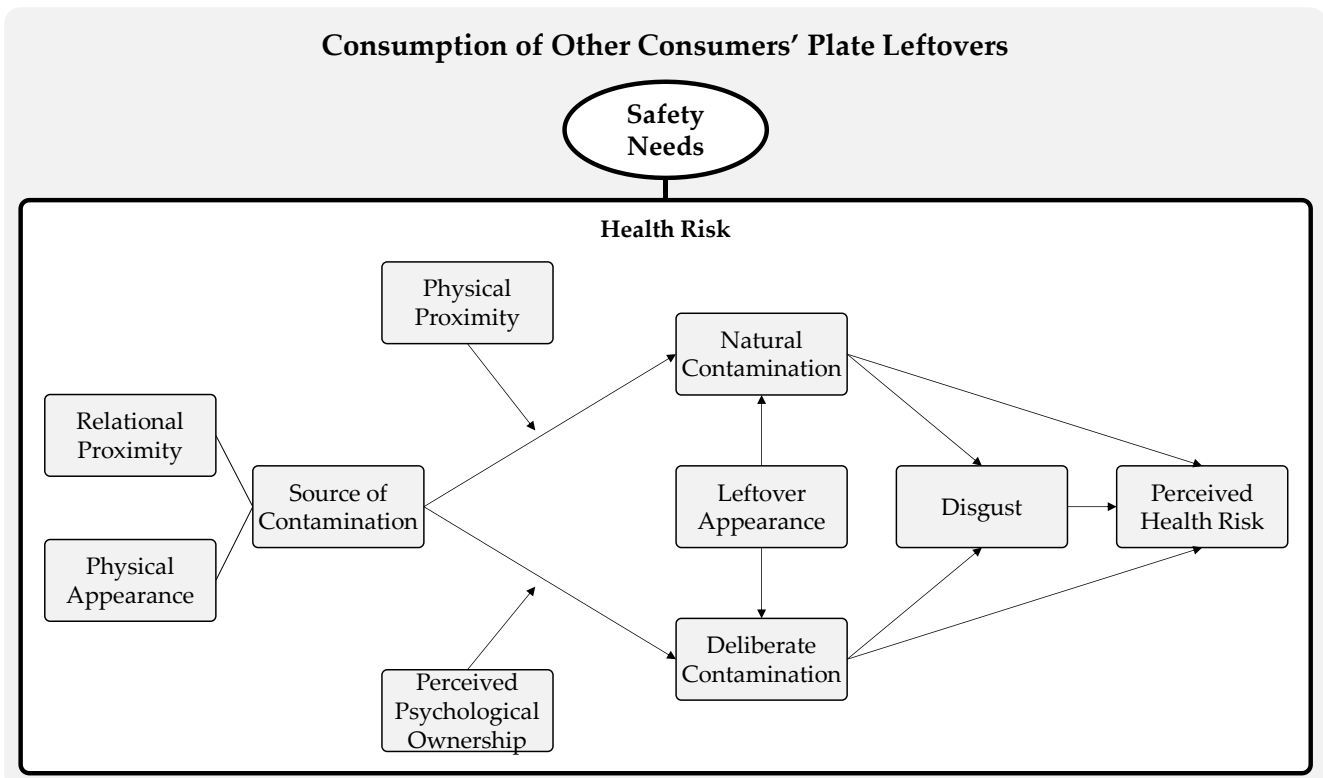 Consumption of Other Consumers’ Plate Leftovers
Safety
Needs
Health Risk
Physical
Proximity
Natural
Contamination
Relational
Proximity
Source of
Contamination
Leftover
Appearance
Disgust
Perceived
Health Risk
Physical
Appearance
Deliberate
Contamination
Perceived
Psychological
Ownership